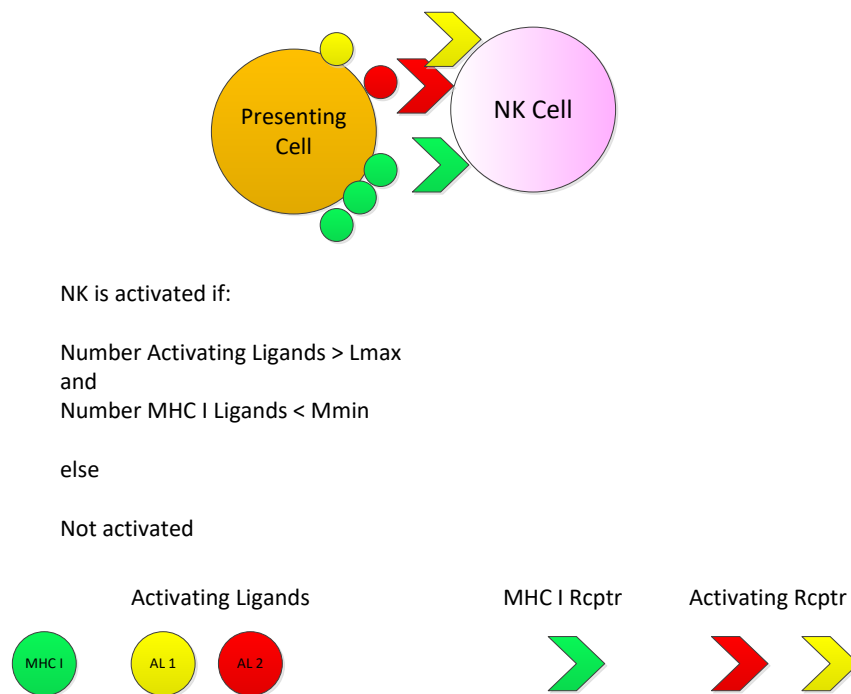 Presenting
Cell
NK Cell
NK is activated if:
Number Activating Ligands > Lmax
and
Number MHC I Ligands < Mmin
else
Not activated
Activating Ligands
MHC I Rcptr
Activating Rcptr
MHC I
AL 1
AL 2